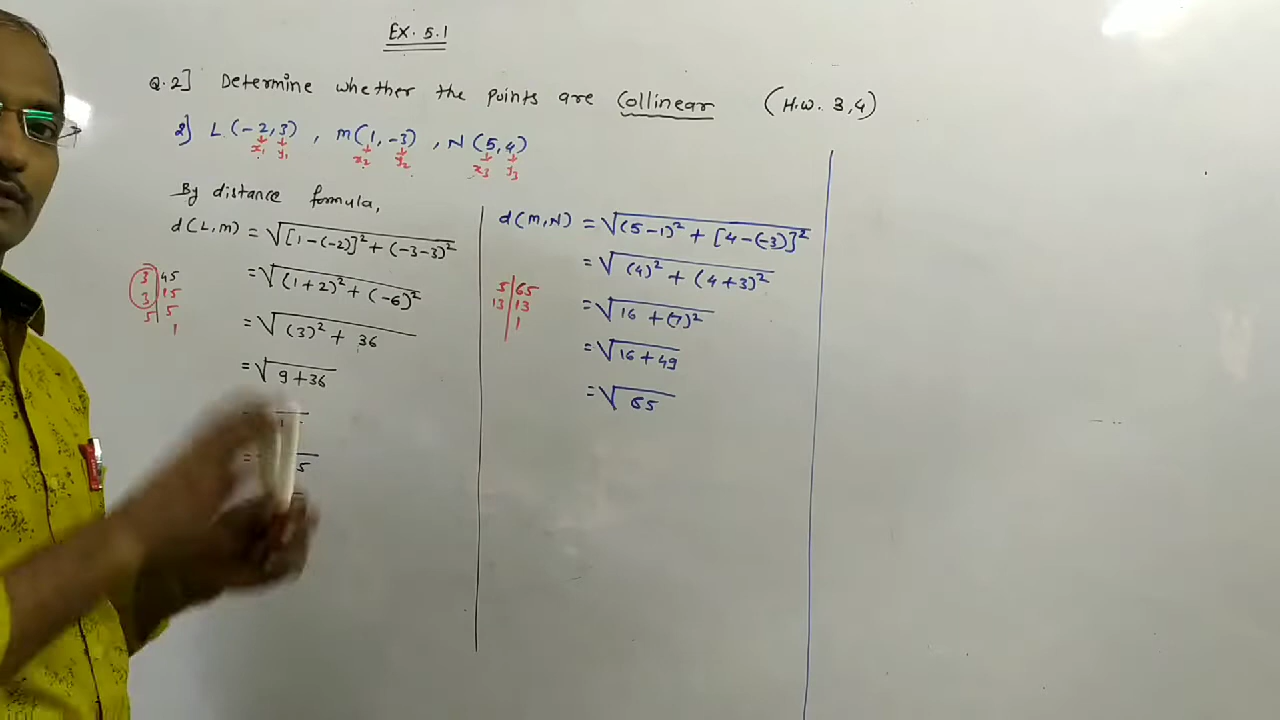 EX. 5.1
Q.2] Determine whether the points are Collinear (H.W. 3,4)
2] L(-2,3), M(1,-3), N(5,4)
x₁ y₁ x₂ y₂ x₃ y₃
By distance formula,
d(L,M) = √[1-(-2)]² + (-3-3)²
= √(1+2)² + (-6)²
= √(3)² + 36
= √9+36
=
= 5
3 | 45
3 | 15
5 | 5
1
d(M,N) = √(5-1)² + [4-(-3)]²
= √(4)² + (4+3)²
= √16 + (7)²
= √16+49
= √65
5 | 65
13 | 13
1